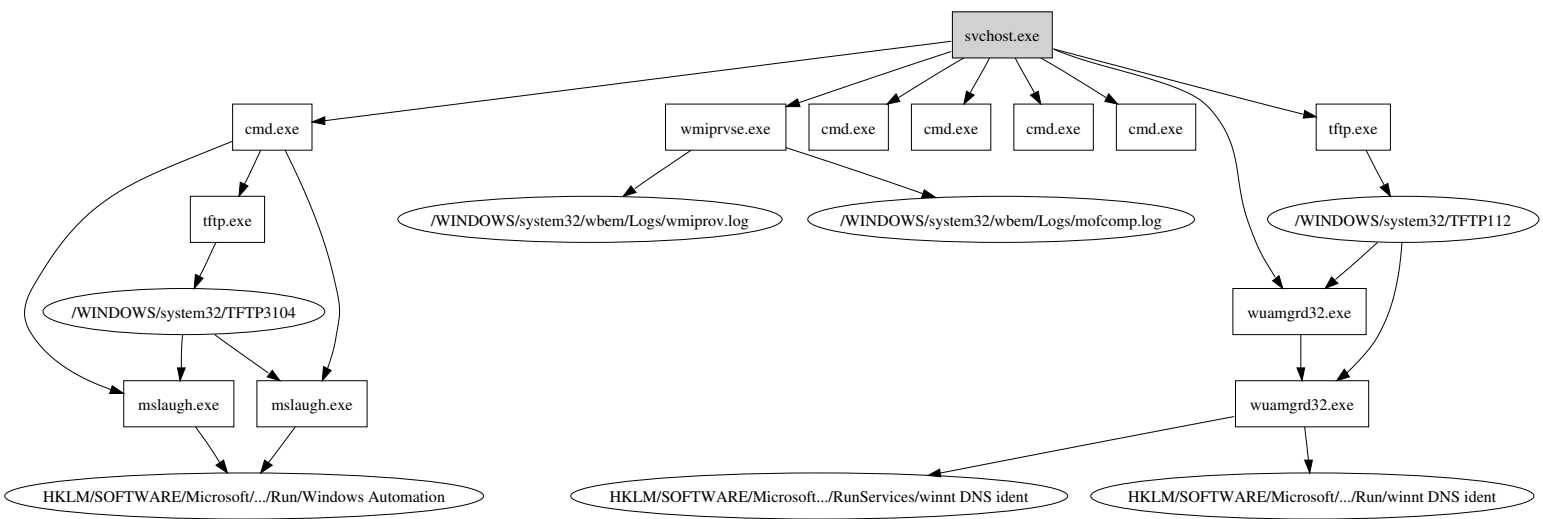 svchost.exe
cmd.exe
wmiprvse.exe
cmd.exe
cmd.exe
cmd.exe
cmd.exe
tftp.exe
tftp.exe
/WINDOWS/system32/wbem/Logs/wmiprov.log
/WINDOWS/system32/wbem/Logs/mofcomp.log
/WINDOWS/system32/TFTP112
/WINDOWS/system32/TFTP3104
wuamgrd32.exe
mslaugh.exe
mslaugh.exe
wuamgrd32.exe
HKLM/SOFTWARE/Microsoft/.../Run/Windows Automation
HKLM/SOFTWARE/Microsoft.../RunServices/winnt DNS ident
HKLM/SOFTWARE/Microsoft/.../Run/winnt DNS ident